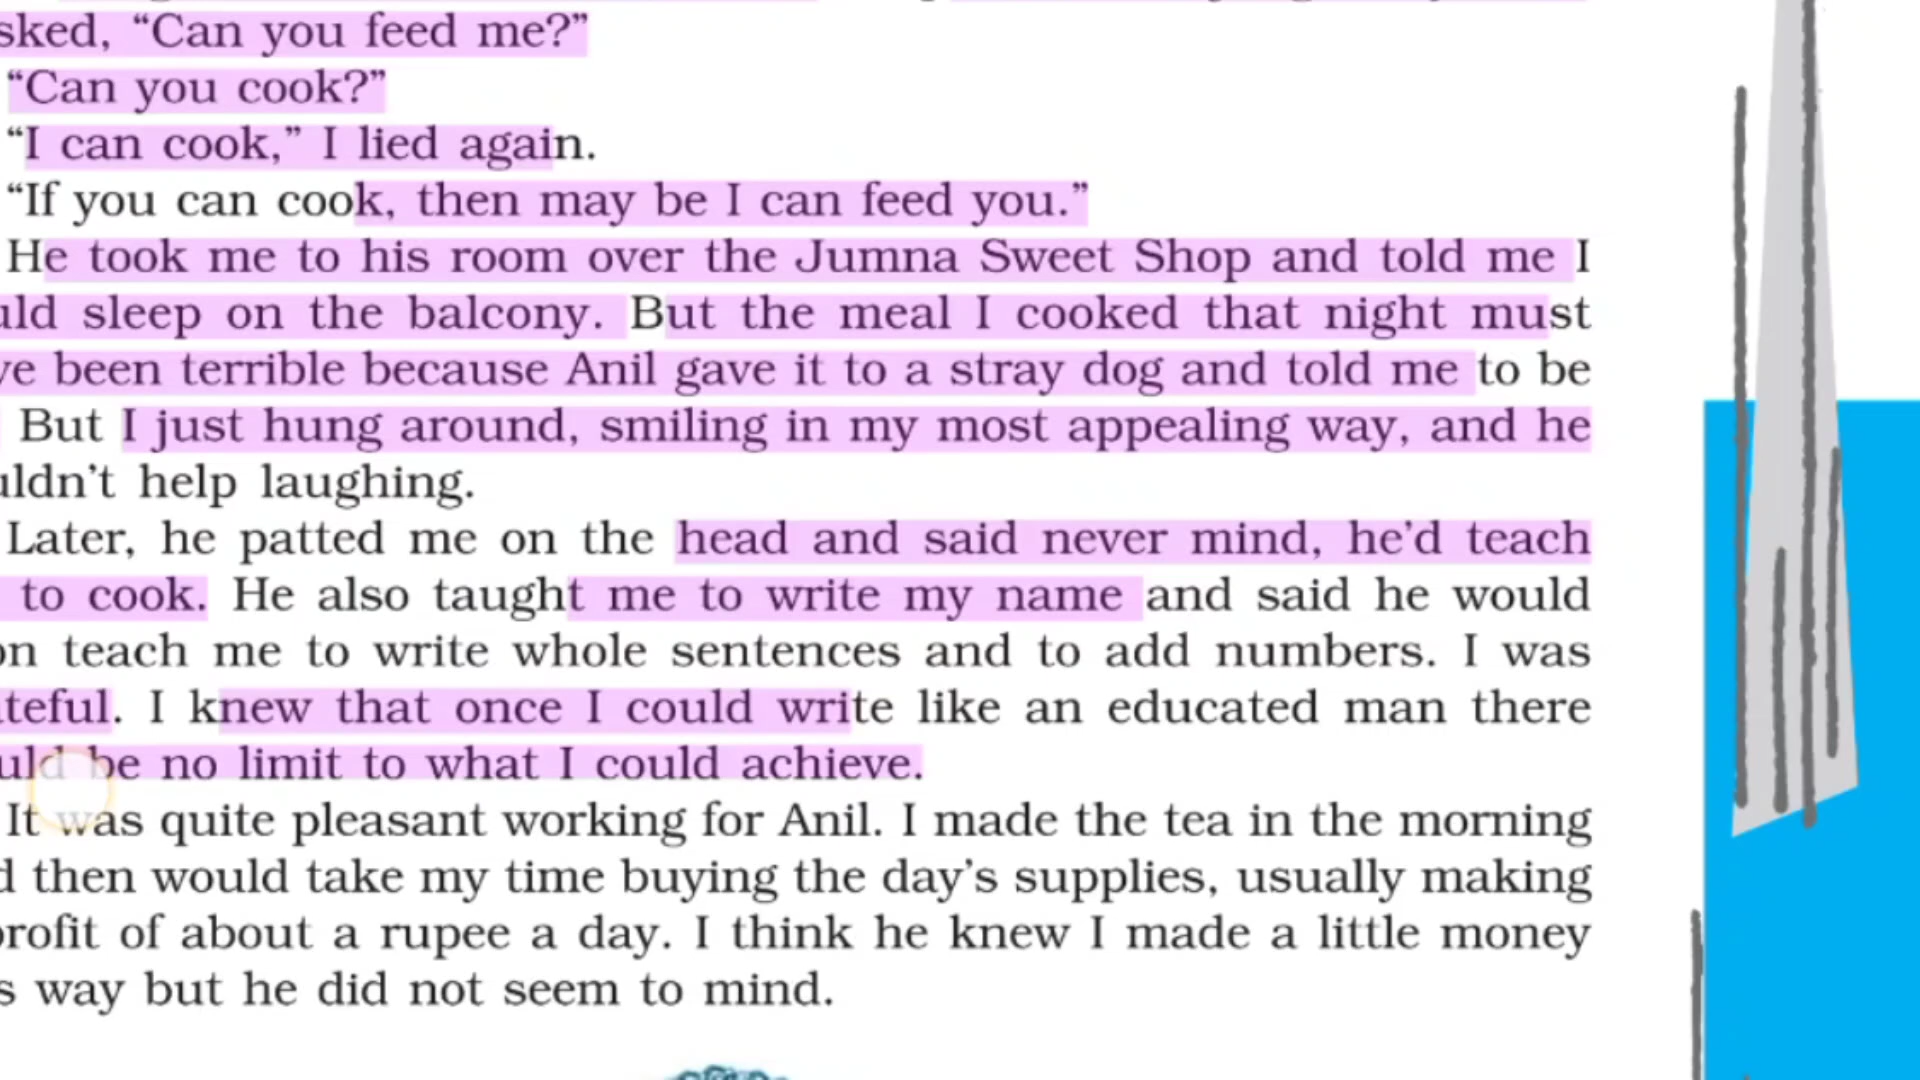 sked, “Can you feed me?”
“Can you cook?”
“I can cook,” I lied again.
“If you can cook, then may be I can feed you.”
He took me to his room over the Jumna Sweet Shop and told me I
uld sleep on the balcony. But the meal I cooked that night must
ve been terrible because Anil gave it to a stray dog and told me to be
But I just hung around, smiling in my most appealing way, and he
uldn’t help laughing.
Later, he patted me on the head and said never mind, he’d teach
to cook. He also taught me to write my name and said he would
on teach me to write whole sentences and to add numbers. I was
teful. I knew that once I could write like an educated man there
uld be no limit to what I could achieve.
It was quite pleasant working for Anil. I made the tea in the morning
d then would take my time buying the day’s supplies, usually making
profit of about a rupee a day. I think he knew I made a little money
s way but he did not seem to mind.